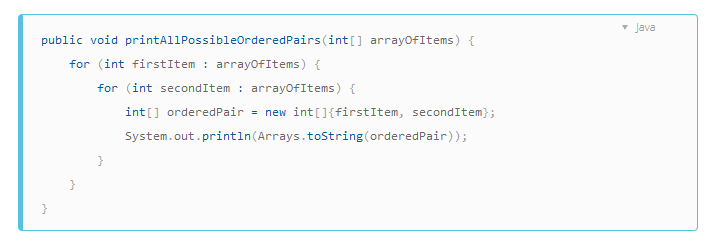 ▾ java
public void printAllPossibleOrderedPairs(int[] arrayOfItems) {
    for (int firstItem : arrayOfItems) {
        for (int secondItem : arrayOfItems) {
            int[] orderedPair = new int[]{firstItem, secondItem};
            System.out.println(Arrays.toString(orderedPair));
        }
    }
}